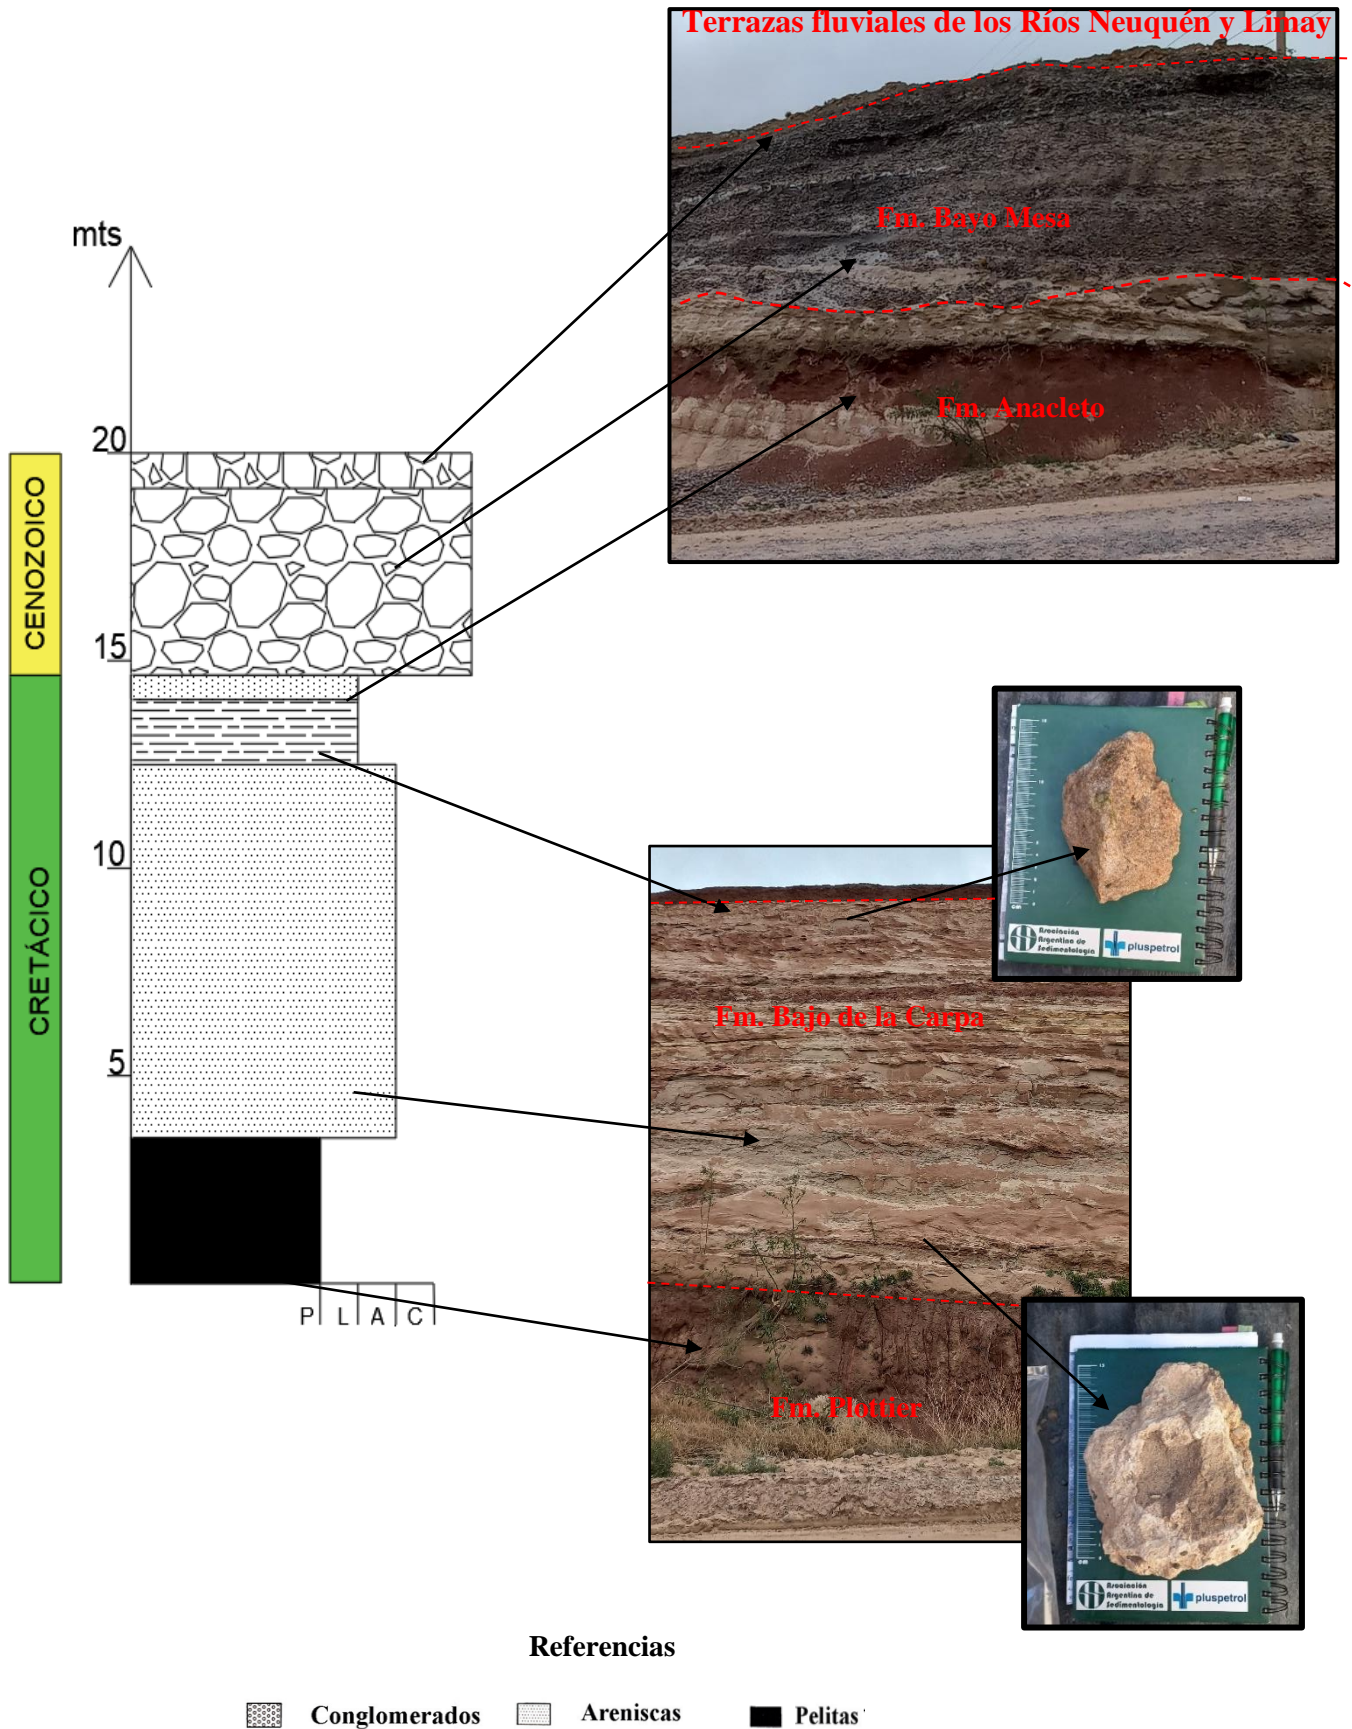 Terrazas fluviales de los Ríos Neuquén y Limay
Fm. Bayo Mesa
Fm. Anacleto
mts
20
15
10
5
CENOZOICO
CRETÁCICO
P L A C
Asociación
Argentina de
Sedimentología
pluspetrol
Fm. Bajo de la Carpa
Fm. Plottier
Asociación
Argentina de
Sedimentología
pluspetrol
Referencias
Conglomerados
Areniscas
Pelitas